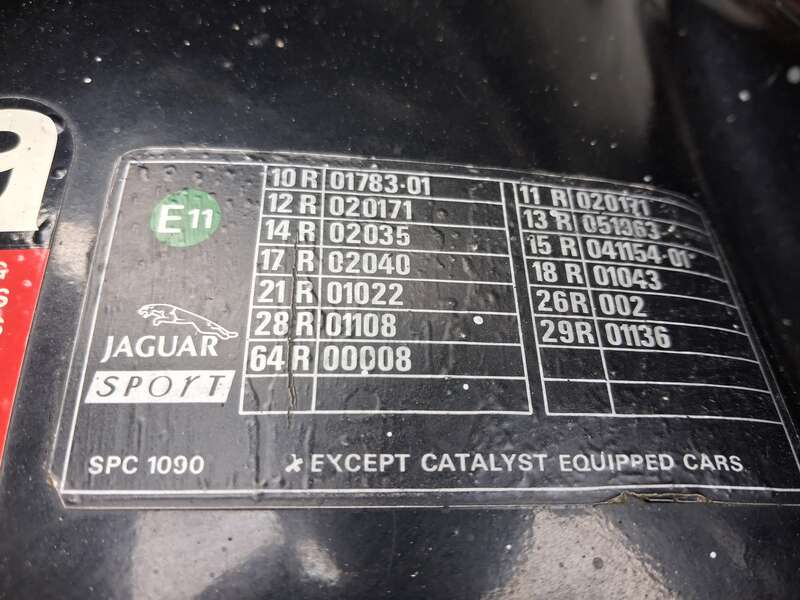 E11
10 R 01783-01
12 R 020171
14 R 02035
17 R 02040
21 R 01022
28 R 01108
64 R 00008
11 R 020171
13 R 051363
15 R 041154-01
18 R 01043
26R 002
29R 01136
JAGUAR
SPORT
SPC 1090
* EXCEPT CATALYST EQUIPPED CARS